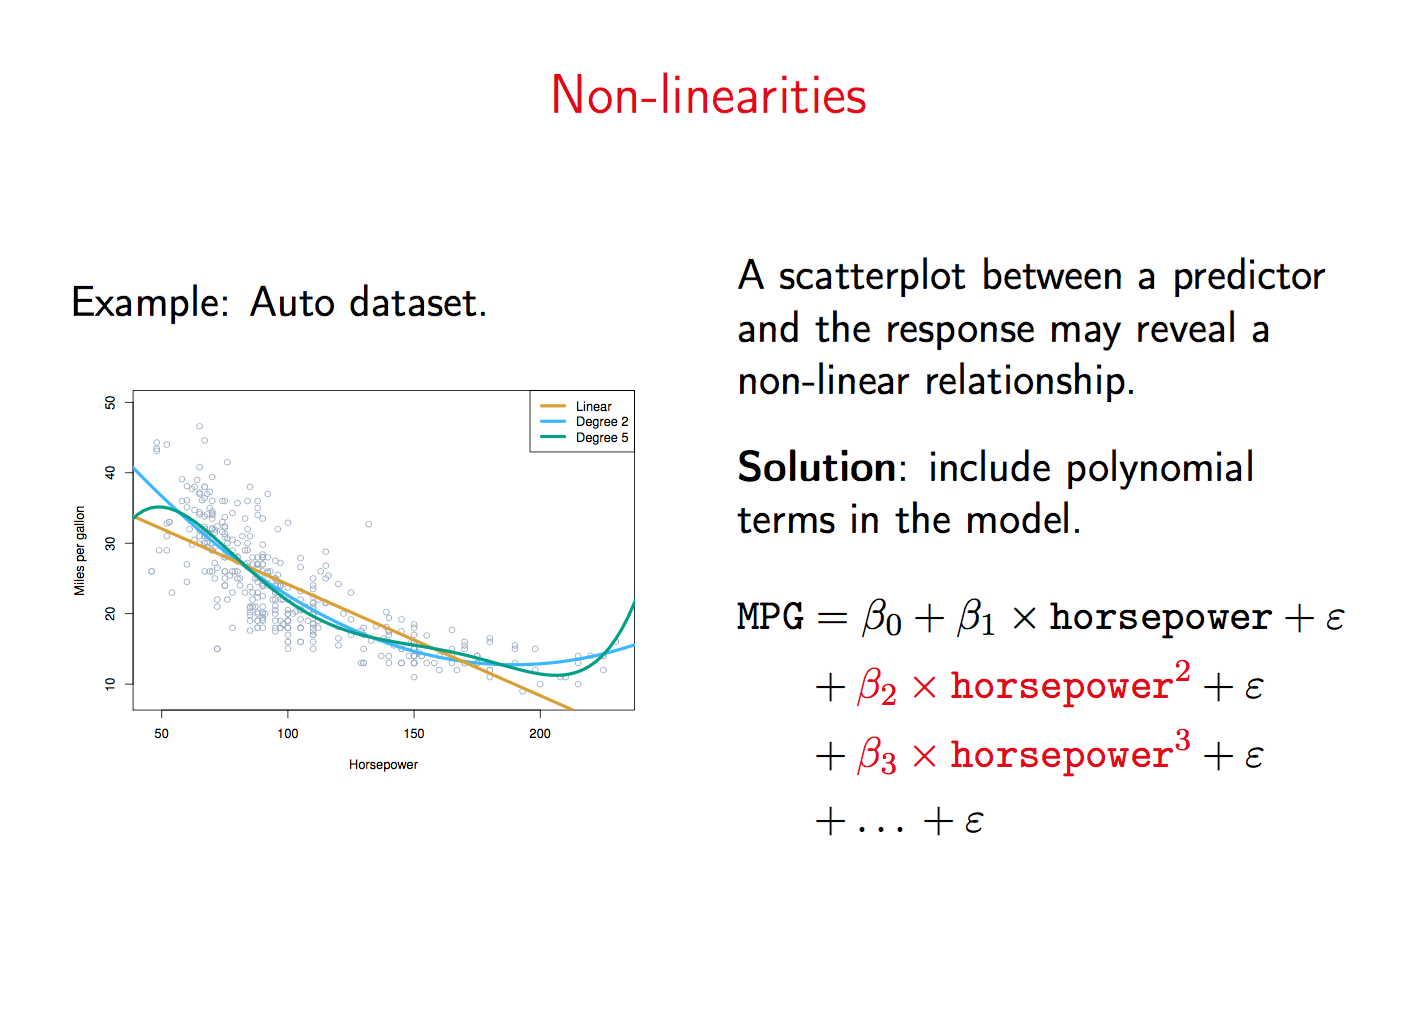 Non-linearities
Example: Auto dataset.
50
40
30
20
10
Miles per gallon
Linear
Degree 2
Degree 5
50 100 150 200
Horsepower
A scatterplot between a predictor
and the response may reveal a
non-linear relationship.
Solution: include polynomial
terms in the model.
MPG = β₀ + β₁ × horsepower + ε
+ β₂ × horsepower² + ε
+ β₃ × horsepower³ + ε
+ … + ε